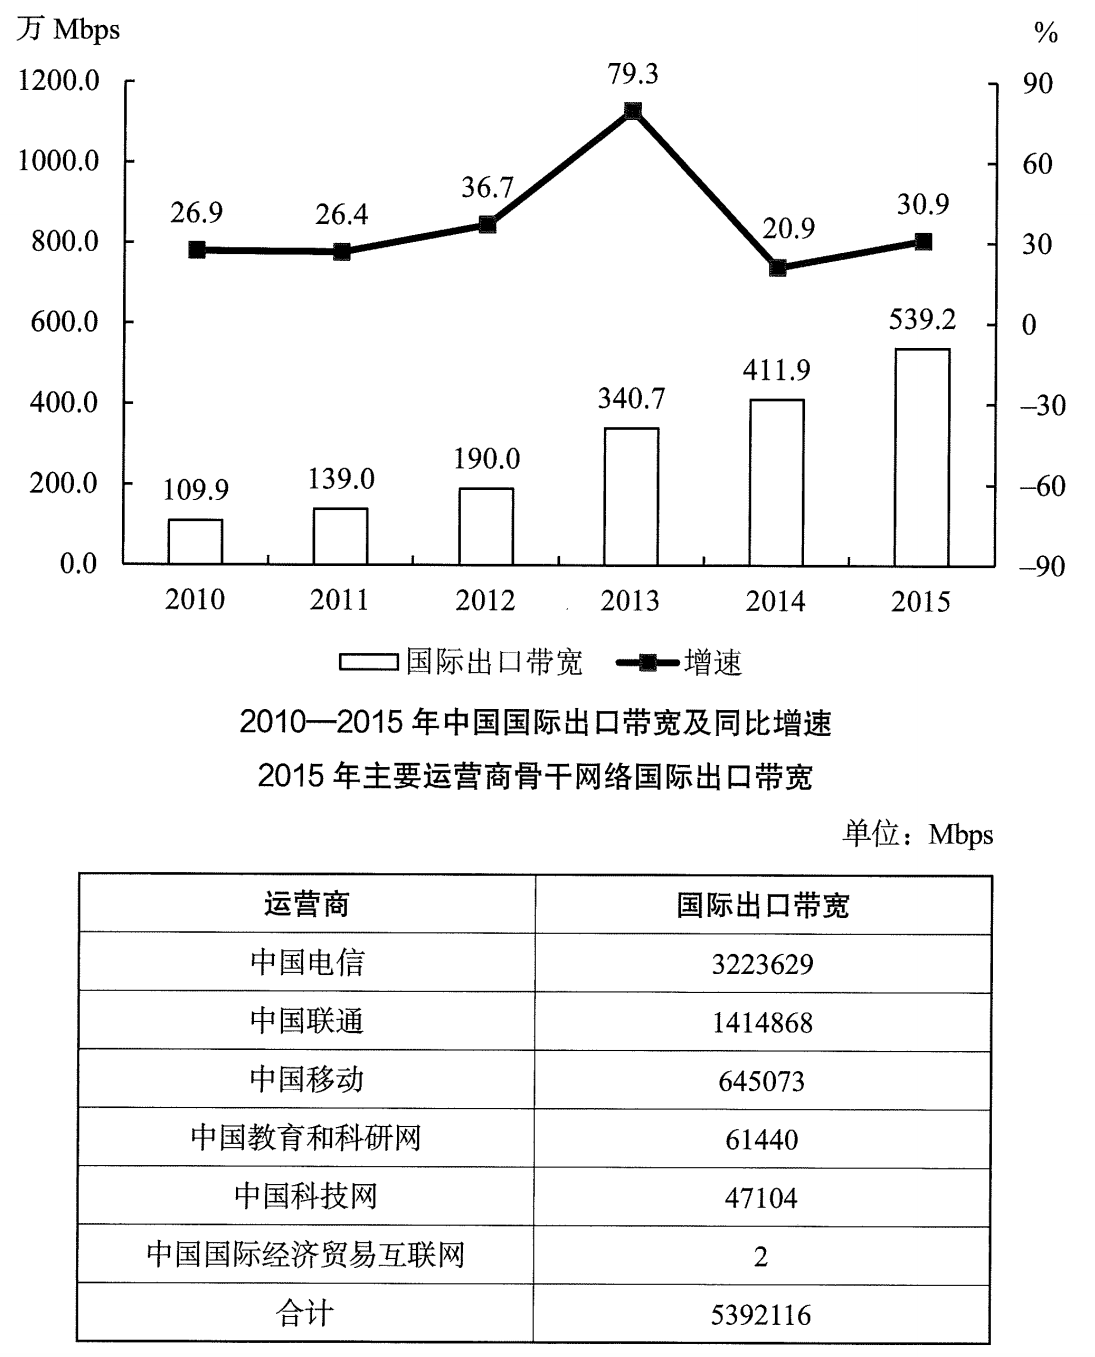 万 Mbps
%
1200.0
1000.0
800.0
600.0
400.0
200.0
0.0
90
60
30
0
–30
–60
–90
26.9
26.4
36.7
79.3
20.9
30.9
109.9
139.0
190.0
340.7
411.9
539.2
2010 2011 2012 2013 2014 2015
国际出口带宽 增速
2010—2015 年中国国际出口带宽及同比增速
2015 年主要运营商骨干网络国际出口带宽
单位：Mbps
运营商 国际出口带宽
中国电信 3223629
中国联通 1414868
中国移动 645073
中国教育和科研网 61440
中国科技网 47104
中国国际经济贸易互联网 2
合计 5392116